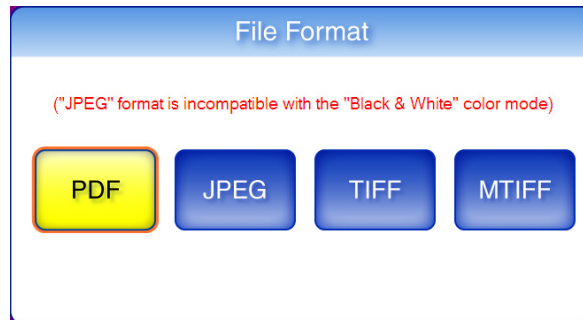 File Format
("JPEG" format is incompatible with the "Black & White" color mode)
PDF JPEG TIFF MTIFF